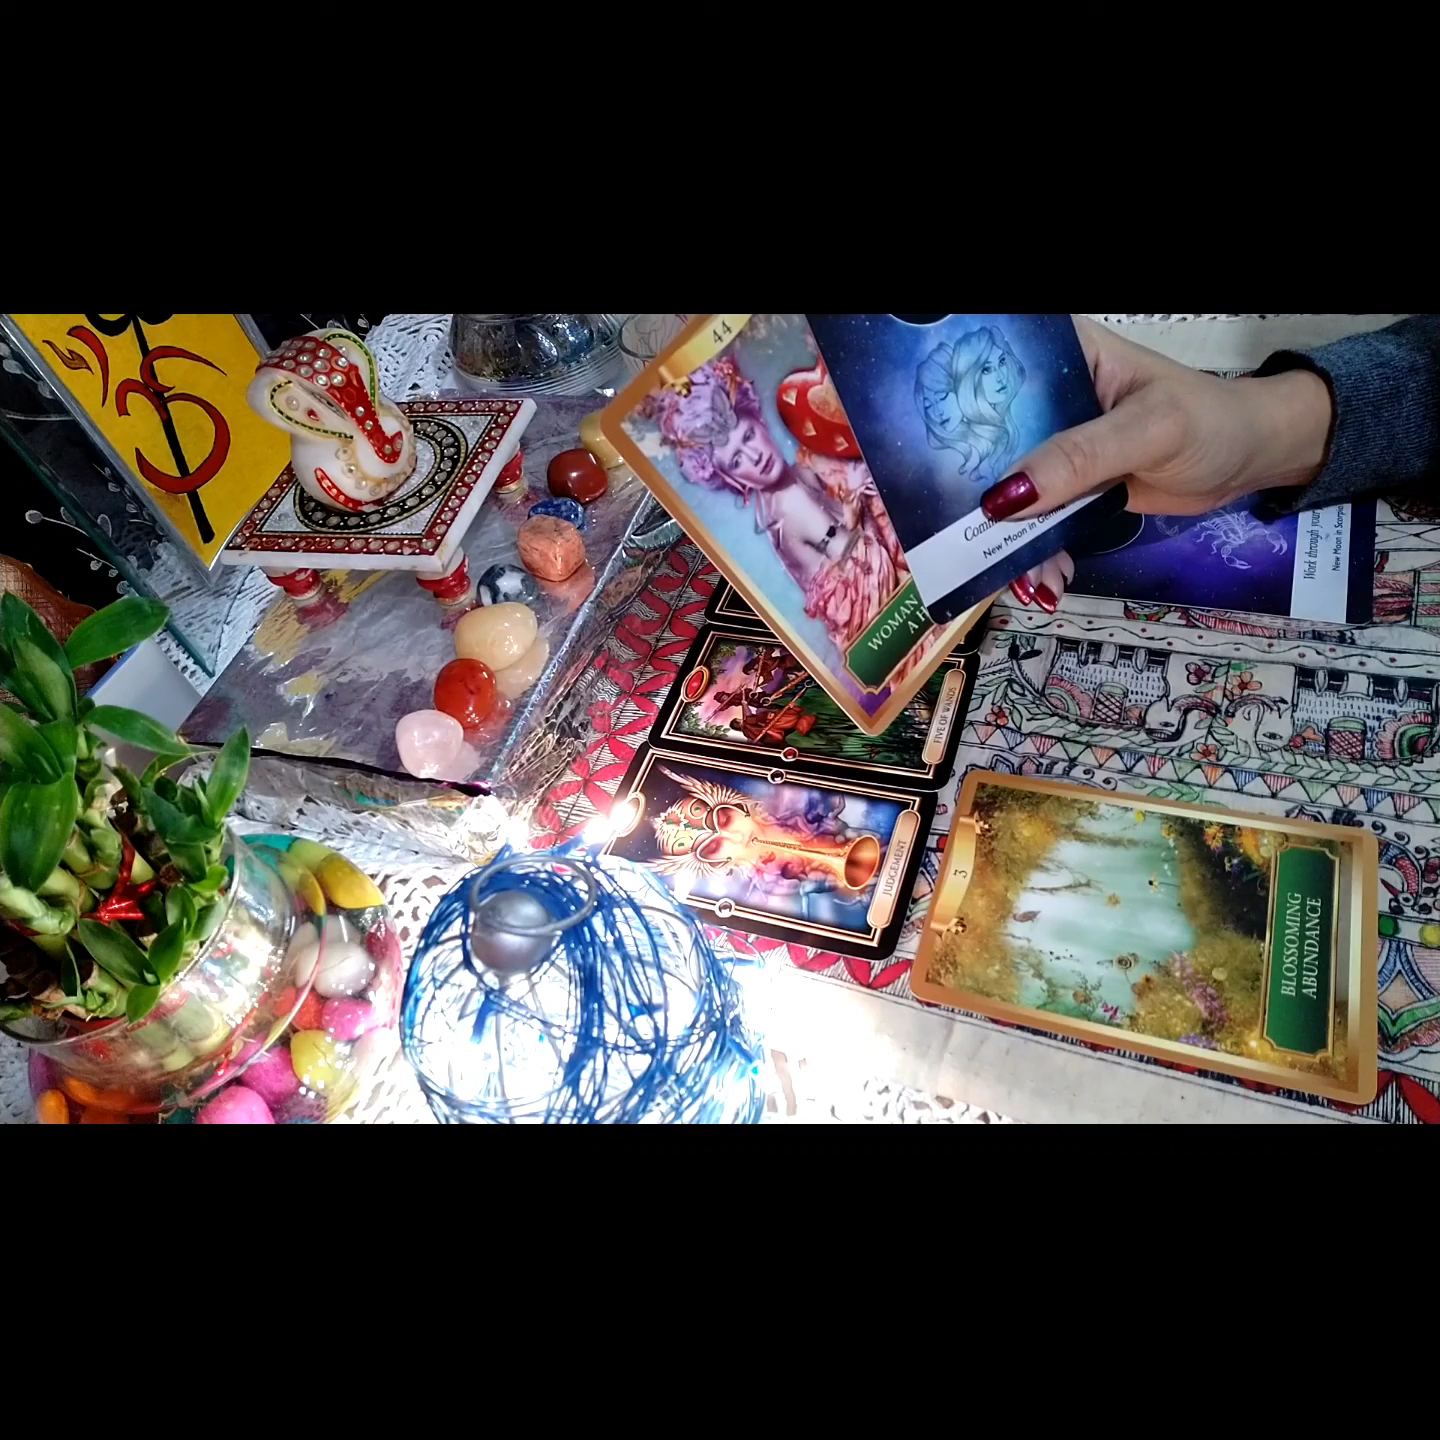 44
WOMAN
A
New Moon in Gemini
Work through your
New Moon in Scorpio
FIVE OF WANDS
JUDGEMENT
3
BLOSSOMING
ABUNDANCE
ॐ